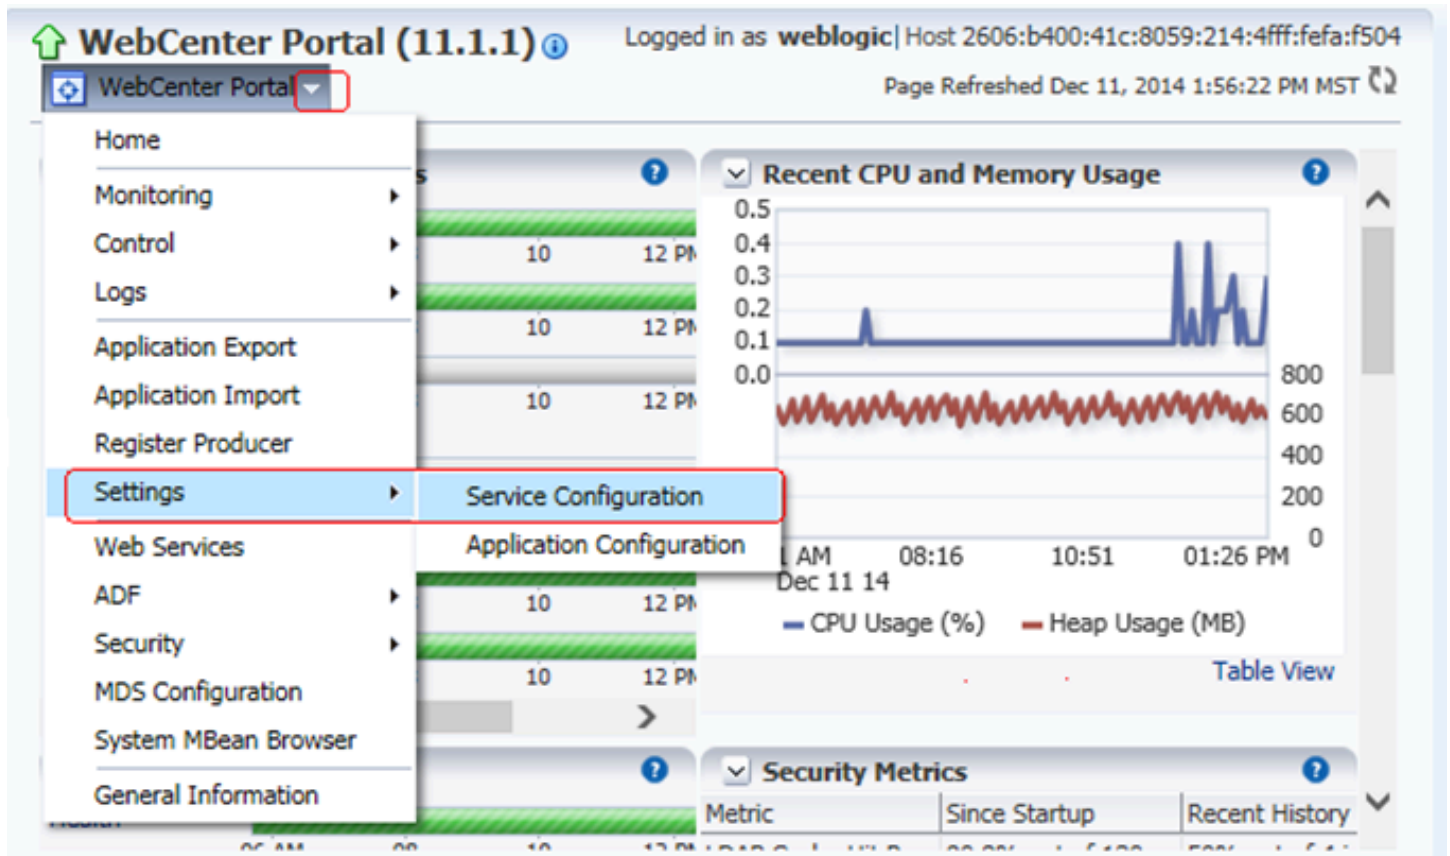 WebCenter Portal (11.1.1)
Logged in as weblogic| Host 2606:b400:41c:8059:214:4fff:fefa:f504
WebCenter Portal
Page Refreshed Dec 11, 2014 1:56:22 PM MST
Home
Monitoring
Control
Logs
Application Export
Application Import
Register Producer
Settings
Web Services
ADF
Security
MDS Configuration
System MBean Browser
General Information
Service Configuration
Application Configuration
10 12 PM
10 12 PM
10 12 PM
10 12 PM
10 12 PM
Recent CPU and Memory Usage
0.5
0.4
0.3
0.2
0.1
0.0
800
600
400
200
0
AM 08:16 10:51 01:26 PM
Dec 11 14
CPU Usage (%) Heap Usage (MB)
Table View
Security Metrics
Metric Since Startup Recent History